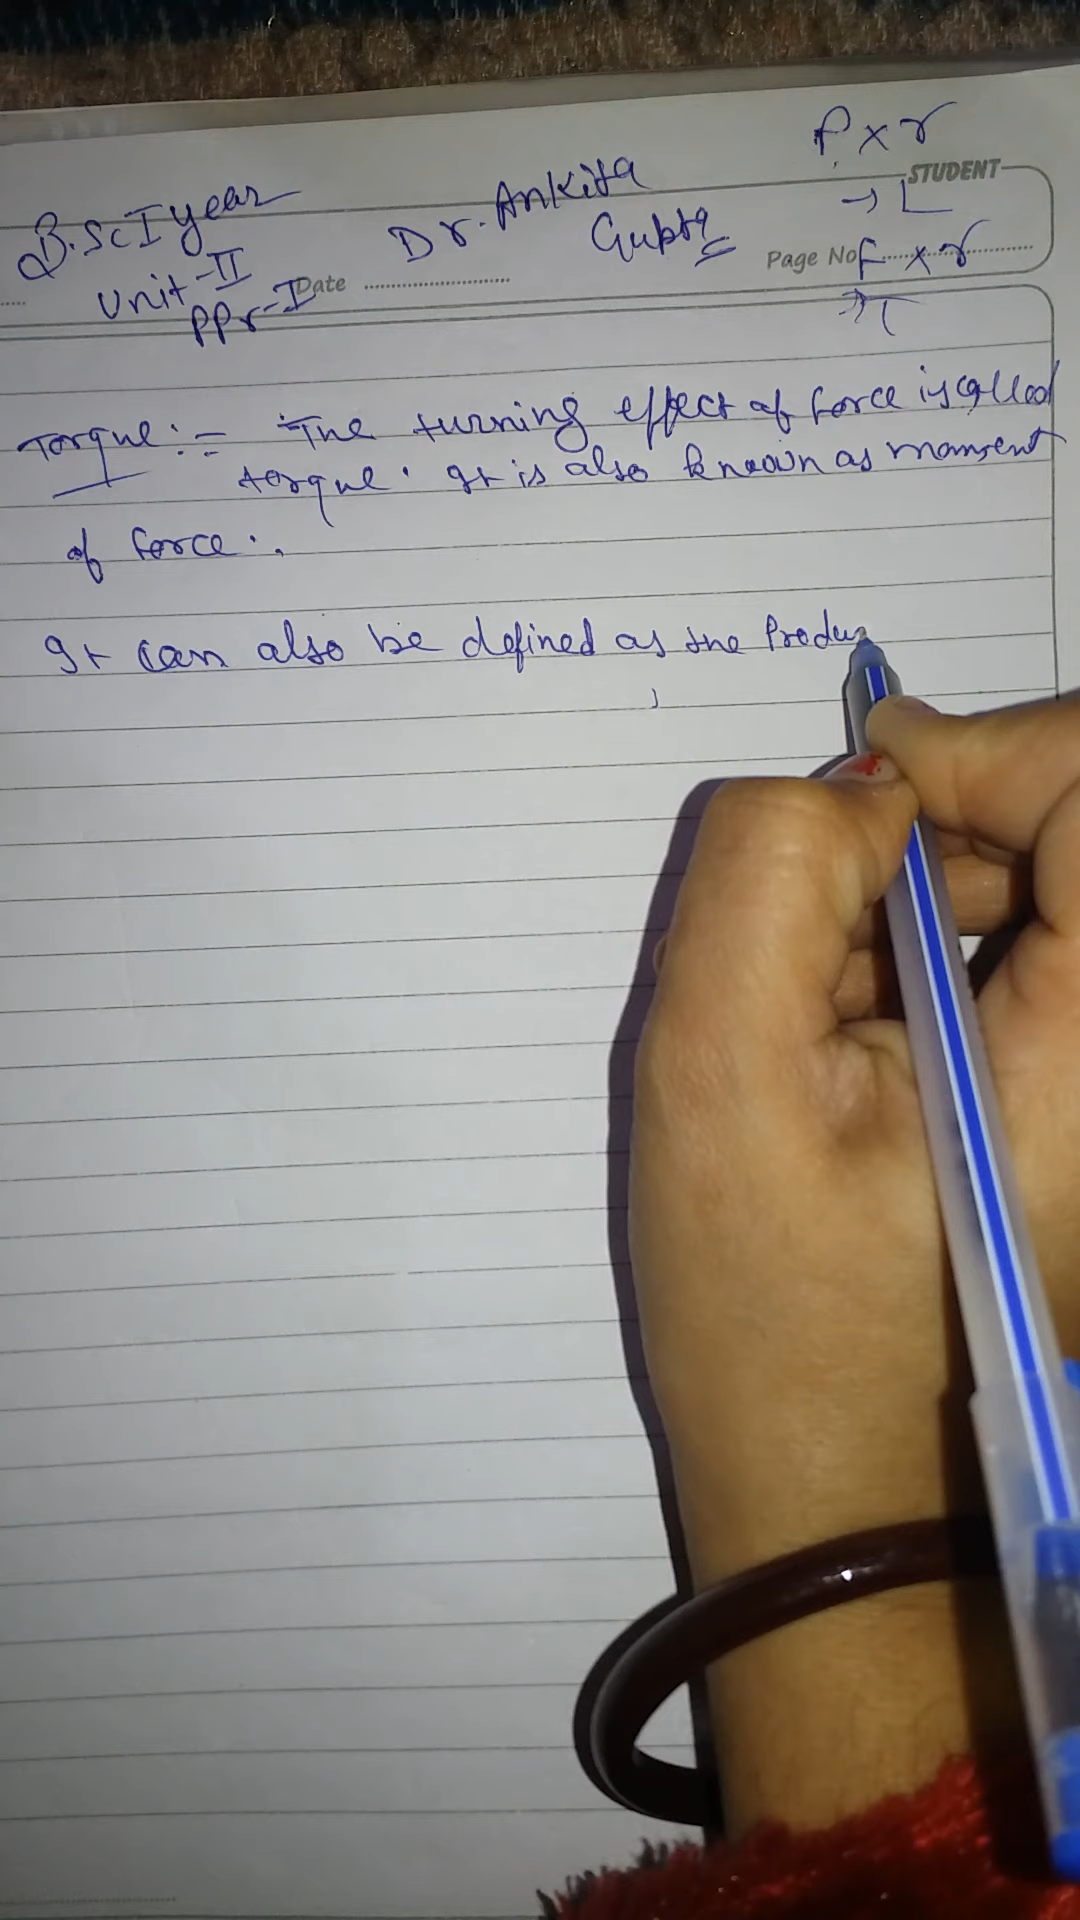 P × r
→ L
STUDENT
B.Sc I year
Dr. Ankita
Gupta
Unit-II
Page No. F × r
PPr-I
Date
→ τ
Torque :- The turning effect of force is called
torque. It is also known as moment
of force.
It can also be defined as the Produc